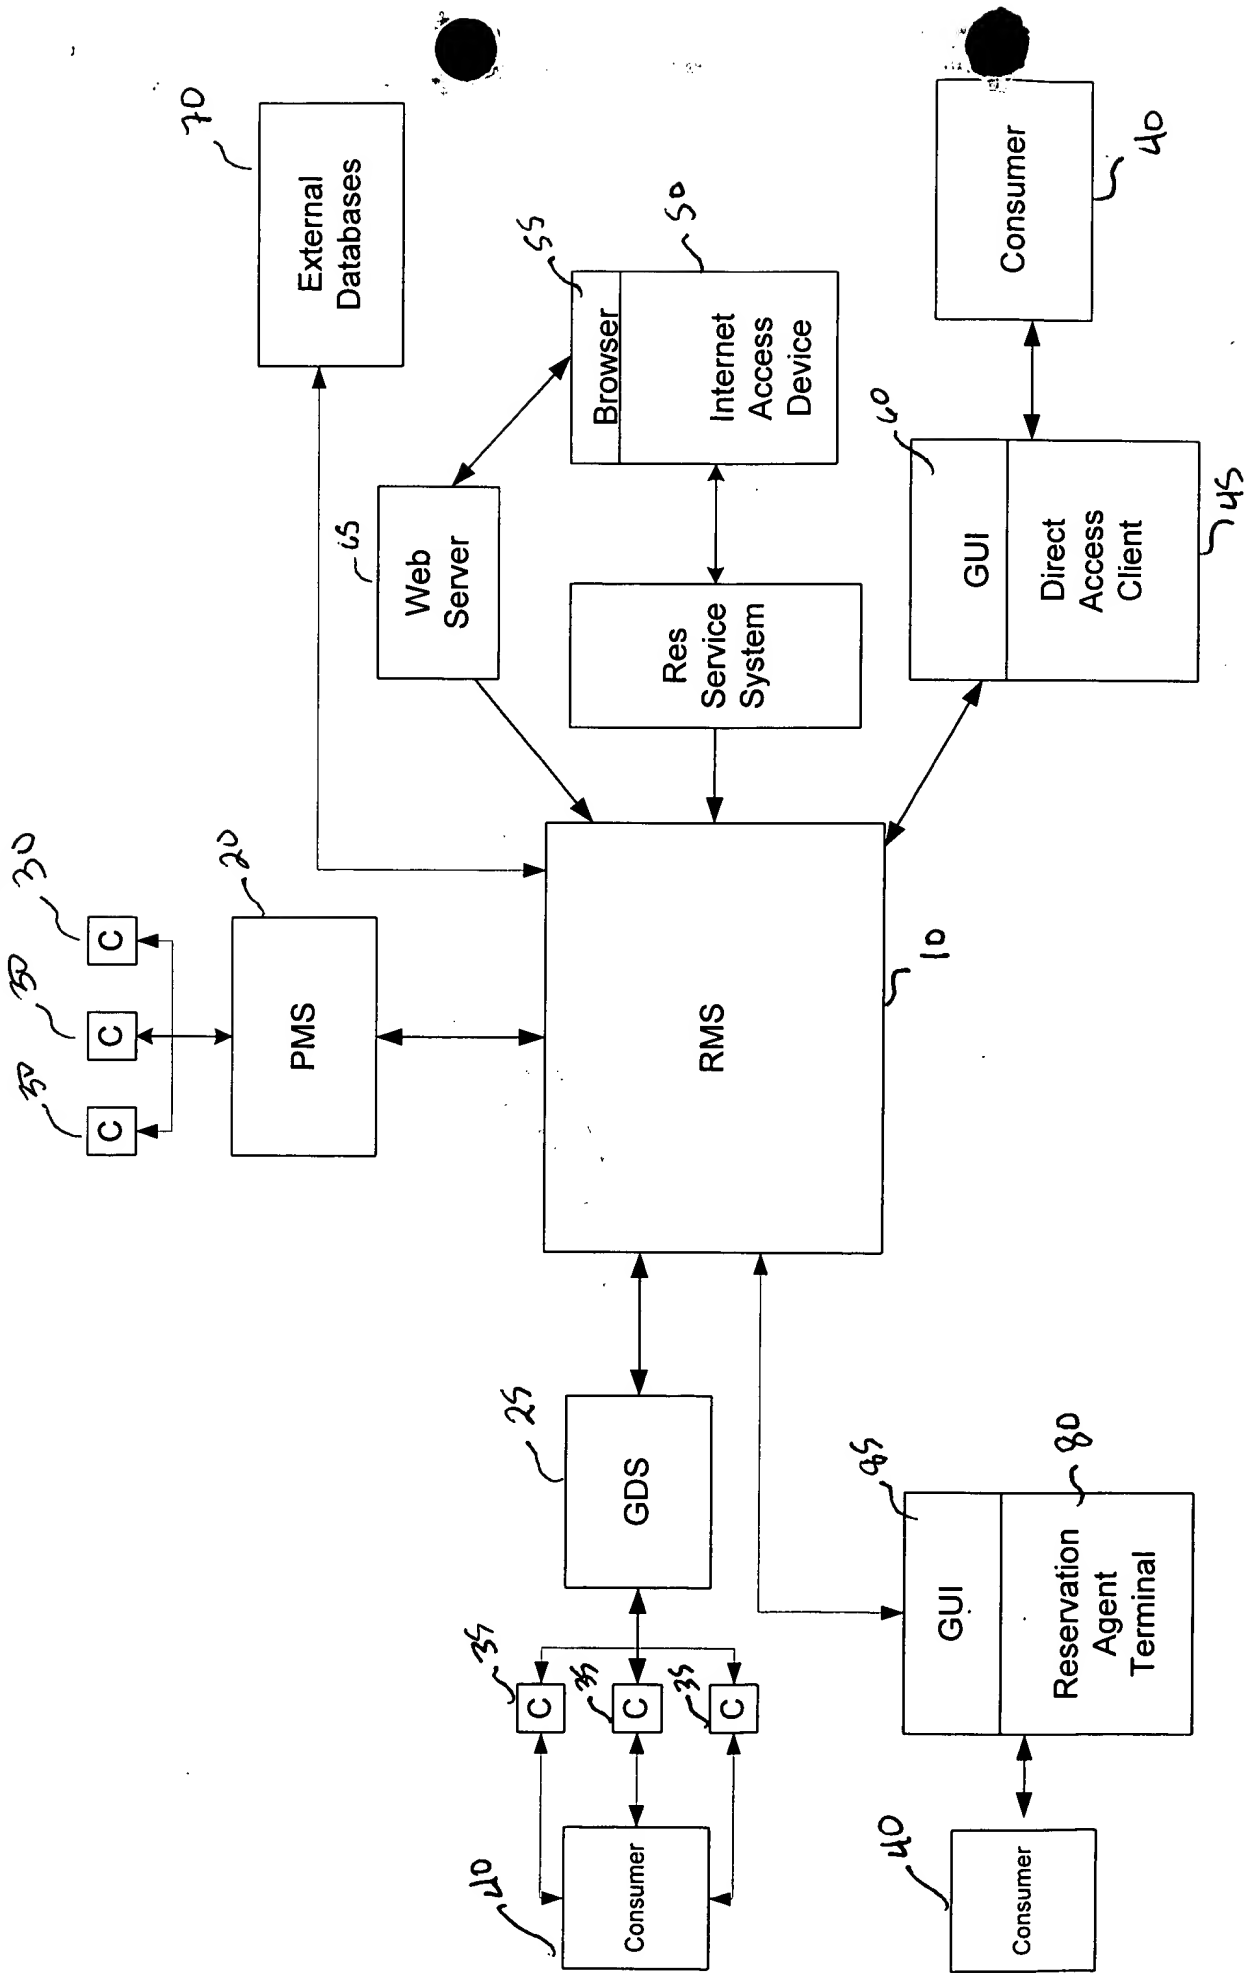 30
30
30
C
C
C
20
70
PMS
External
Databases
65
Web
Server
40
Consumer
35
C
35
C
35
C
25
GDS
RMS
10
Res
Service
System
55
Browser
50
Internet
Access
Device
40
Consumer
85
GUI
80
Reservation
Agent
Terminal
60
GUI
Direct
Access
Client
45
Consumer
40